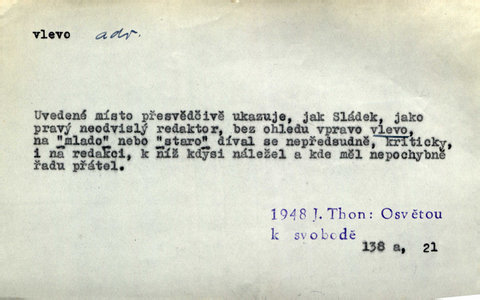 vlevo adv.
Uvedené místo přesvědčivě ukazuje, jak Sládek, jako
pravý neodvislý redaktor, bez ohledu vpravo vlevo,
na "mlado" nebo "staro" díval se nepředsudně, kriticky,
i na redakci, k níž kdysi náležel a kde měl nepochybně
řadu přátel.
1948 J. Thon: Osvětou
k svobodě
138 a, 21